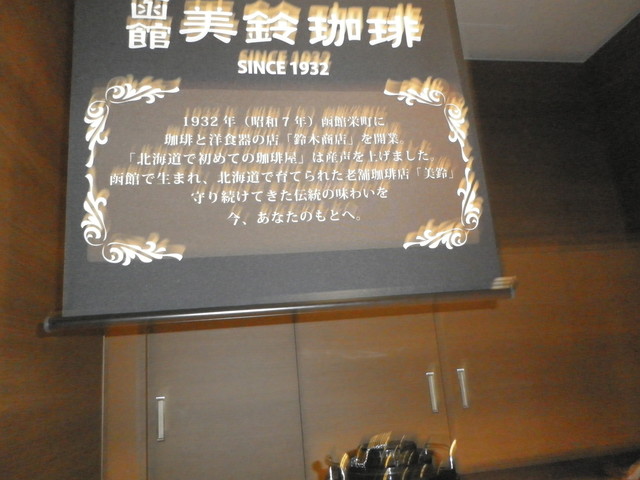 函館 美鈴珈琲
SINCE 1932
1932年（昭和7年）函館栄町に
珈琲と洋食器の店「鈴木商店」を開業。
「北海道で初めての珈琲屋」は産声を上げました。
函館で生まれ、北海道で育てられた老舗珈琲店「美鈴」
守り続けてきた伝統の味わいを
今、あなたのもとへ。